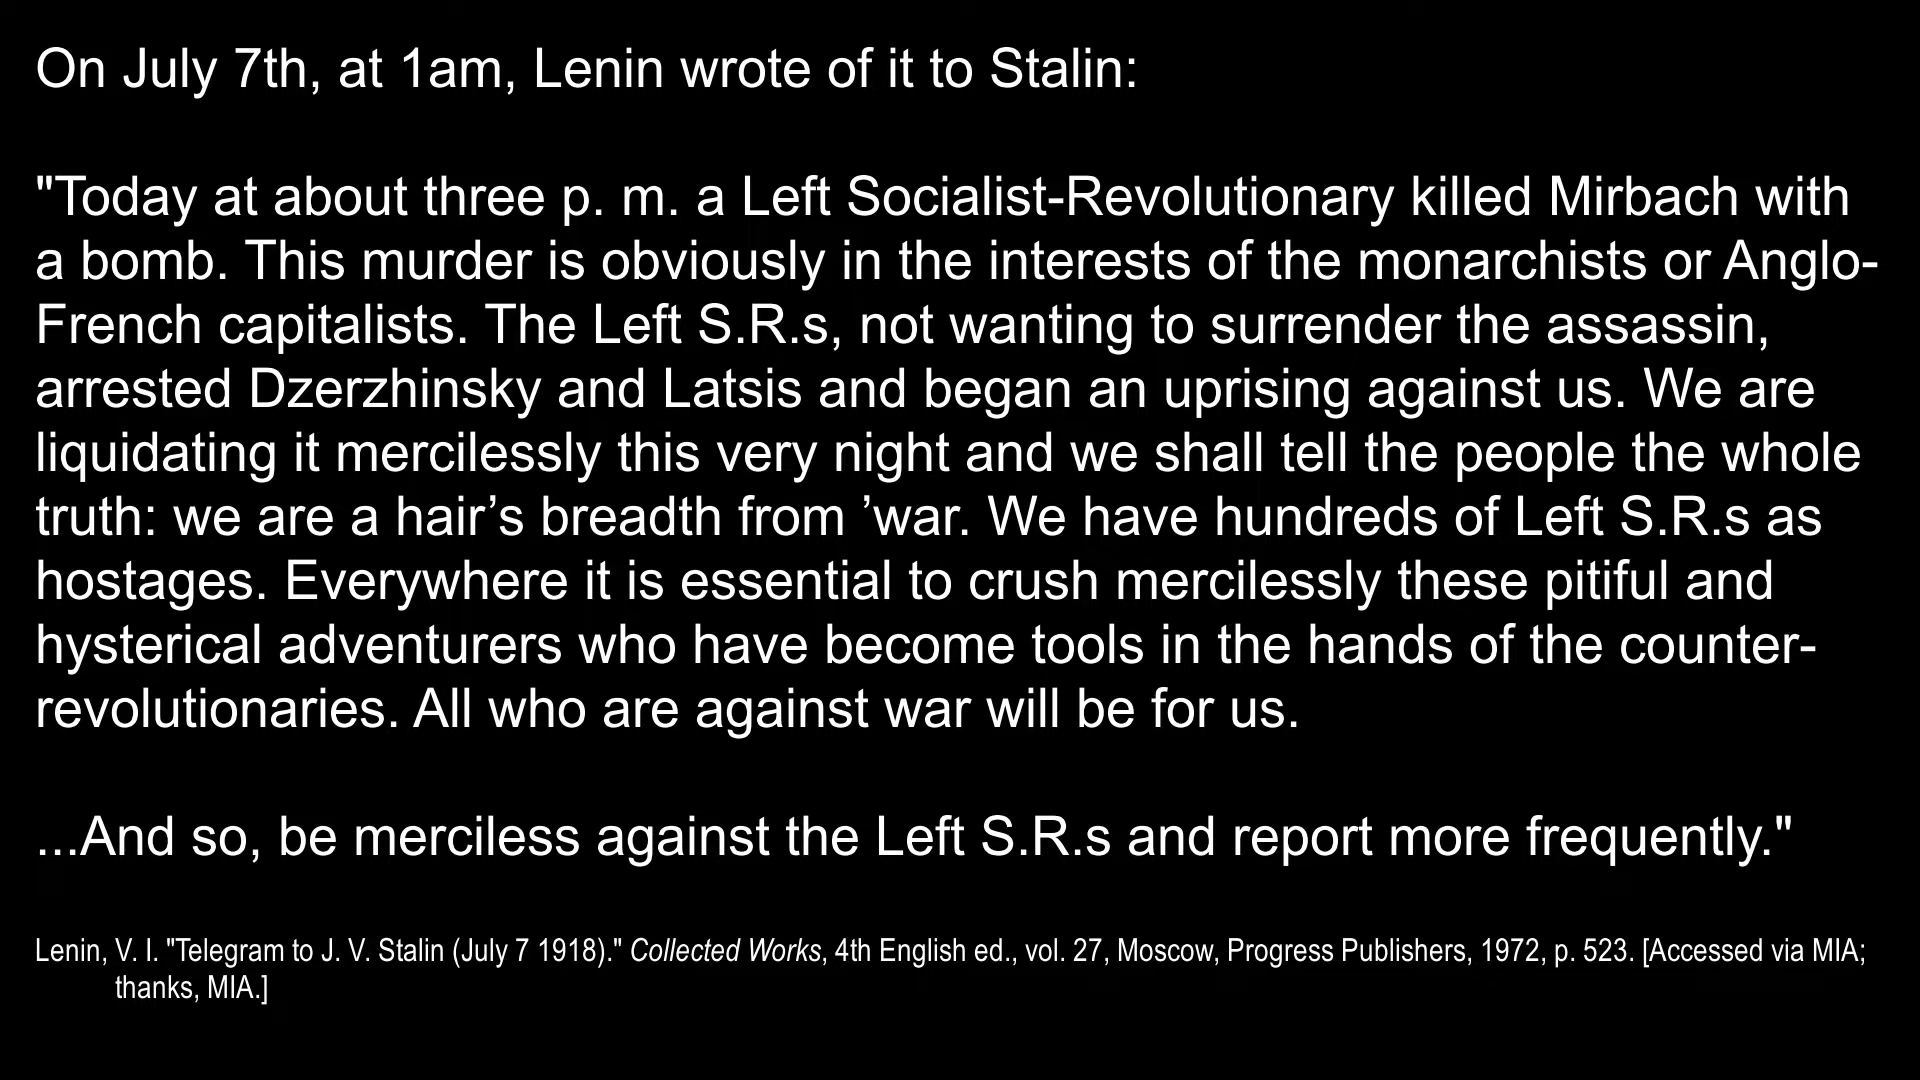 On July 7th, at 1am, Lenin wrote of it to Stalin:
"Today at about three p. m. a Left Socialist-Revolutionary killed Mirbach with
a bomb. This murder is obviously in the interests of the monarchists or Anglo-
French capitalists. The Left S.R.s, not wanting to surrender the assassin,
arrested Dzerzhinsky and Latsis and began an uprising against us. We are
liquidating it mercilessly this very night and we shall tell the people the whole
truth: we are a hair’s breadth from ’war. We have hundreds of Left S.R.s as
hostages. Everywhere it is essential to crush mercilessly these pitiful and
hysterical adventurers who have become tools in the hands of the counter-
revolutionaries. All who are against war will be for us.
...And so, be merciless against the Left S.R.s and report more frequently."
Lenin, V. I. "Telegram to J. V. Stalin (July 7 1918)." Collected Works, 4th English ed., vol. 27, Moscow, Progress Publishers, 1972, p. 523. [Accessed via MIA;
thanks, MIA.]